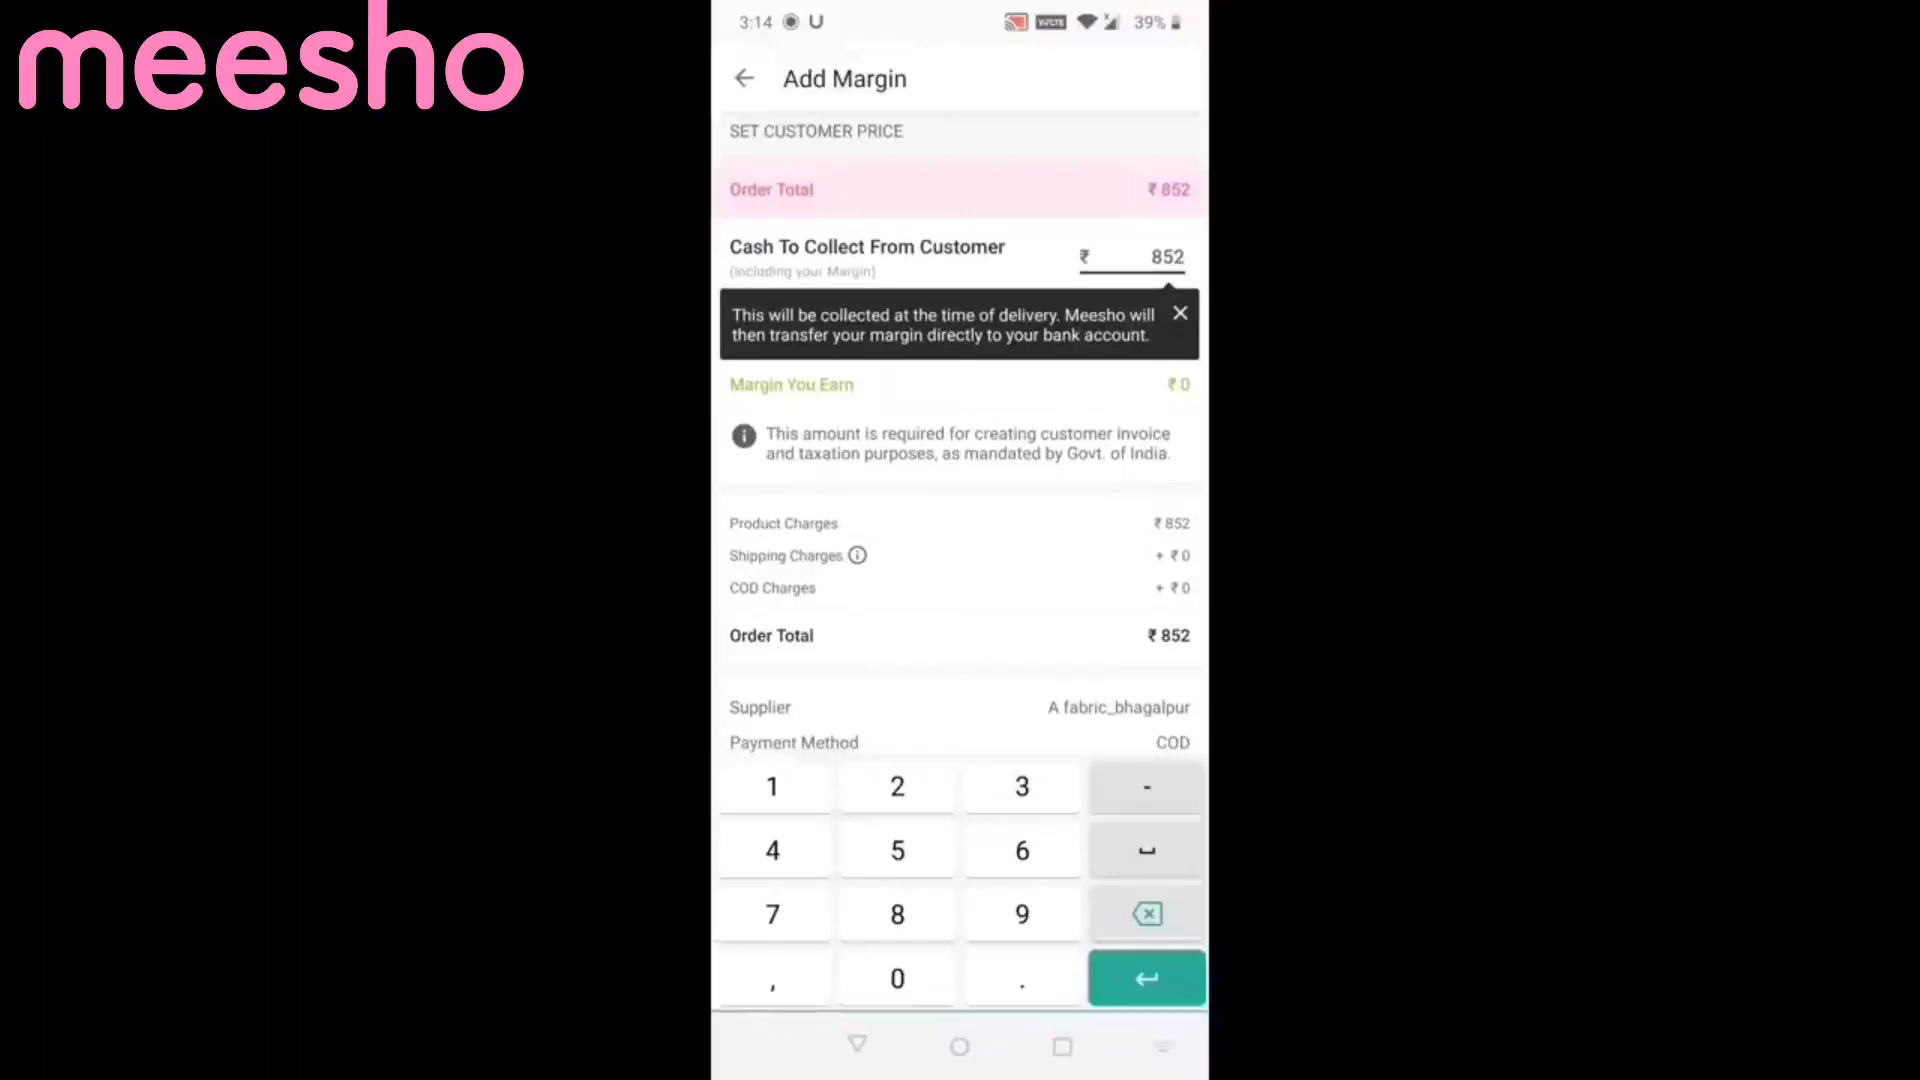 meesho
3:14 U VoLTE 39%
Add Margin
SET CUSTOMER PRICE
Order Total ₹ 852
Cash To Collect From Customer ₹ 852
(Including your Margin)
This will be collected at the time of delivery. Meesho will
then transfer your margin directly to your bank account.
Margin You Earn ₹ 0
This amount is required for creating customer invoice
and taxation purposes, as mandated by Govt. of India.
Product Charges ₹ 852
Shipping Charges + ₹ 0
COD Charges + ₹ 0
Order Total ₹ 852
Supplier A fabric_bhagalpur
Payment Method COD
1 2 3 -
4 5 6
7 8 9
, 0 .